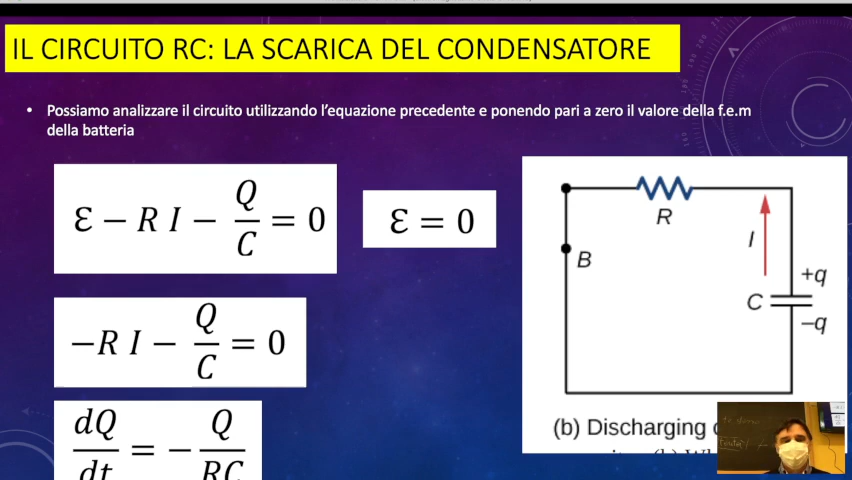 IL CIRCUITO RC: LA SCARICA DEL CONDENSATORE
• Possiamo analizzare il circuito utilizzando l'equazione precedente e ponendo pari a zero il valore della f.e.m
della batteria
Ɛ − R I − Q/C = 0
Ɛ = 0
−R I − Q/C = 0
dQ/dt = − Q/RC
R
B
I
C
+q
−q
(b) Discharging